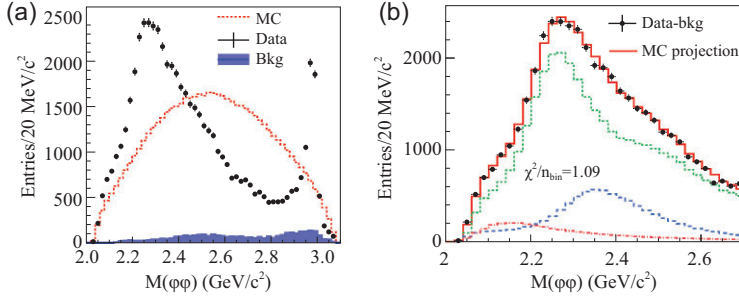 (a)
Entries/20 MeV/c²
2500
2000
1500
1000
500
0
MC
Data
Bkg
2.0 2.2 2.4 2.6 2.8 3.0
M(φφ) (GeV/c²)
(b)
Entries/20 MeV/c²
2000
1000
0
Data-bkg
MC projection
χ²/n_bin=1.09
2 2.2 2.4 2.6
M(φφ) (GeV/c²)